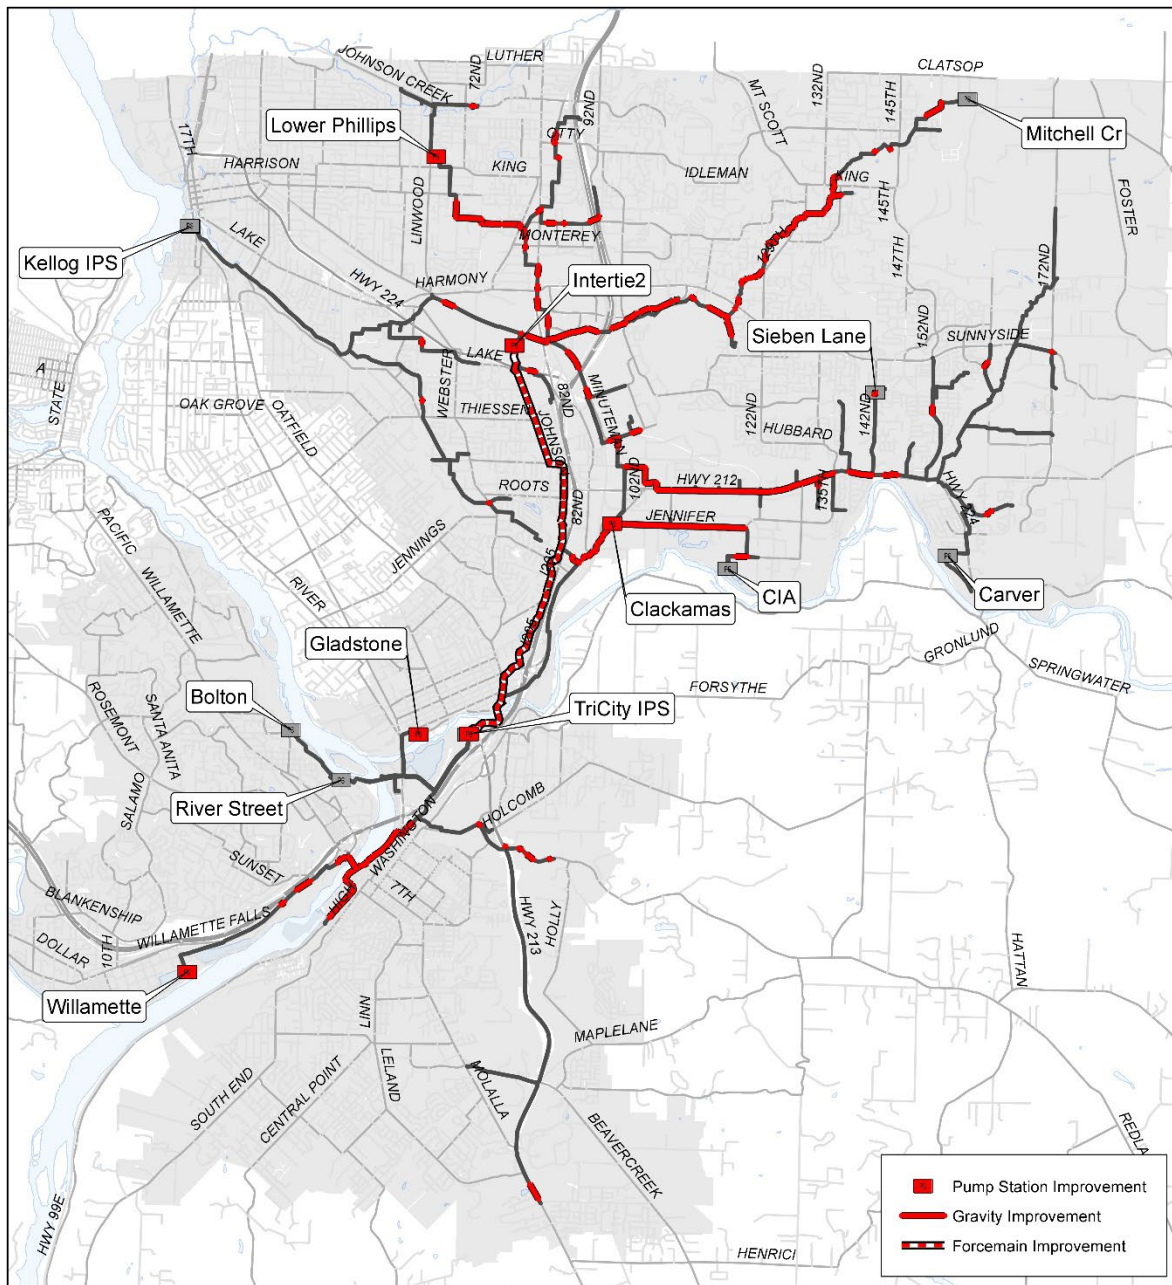 LUTHER
CLATSOP
JOHNSON CREEK
72ND
92ND
132ND
145TH
MT SCOTT
Lower Phillips
OTTY
Mitchell Cr
17TH
HARRISON
KING
IDLEMAN
KING
LINWOOD
145TH
FOSTER
LAKE
MONTEREY
129TH
147TH
172ND
Kellog IPS
HARMONY
HWY 224
Intertie2
152ND
Sieben Lane
SUNNYSIDE
LAKE
A
STATE
WEBSTER
82ND
MINUTEMAN
OAK GROVE
OATFIELD
THIESSEN
JOHNSON
122ND
142ND
HUBBARD
102ND
HWY 212
135TH
HWY 224
ROOTS
82ND
JENNIFER
PACIFIC
JENNINGS
I205
WILLAMETTE
RIVER
Clackamas
CIA
Carver
I205
GRONLUND
Gladstone
SPRINGWATER
ROSEMONT
Bolton
SANTA ANITA
FORSYTHE
TriCity IPS
River Street
SALAMO
HOLCOMB
WASHINGTON
SUNSET
HIGH
7TH
BLANKENSHIP
WILLAMETTE FALLS
HWY 213
HOLLY
DOLLAR
10TH
HATTAN
Willamette
LINN
MAPLELANE
SOUTH END
CENTRAL POINT
LELAND
MOLALLA
BEAVERCREEK
REDLA
HWY 99E
HENRICI
Pump Station Improvement
Gravity Improvement
Forcemain Improvement